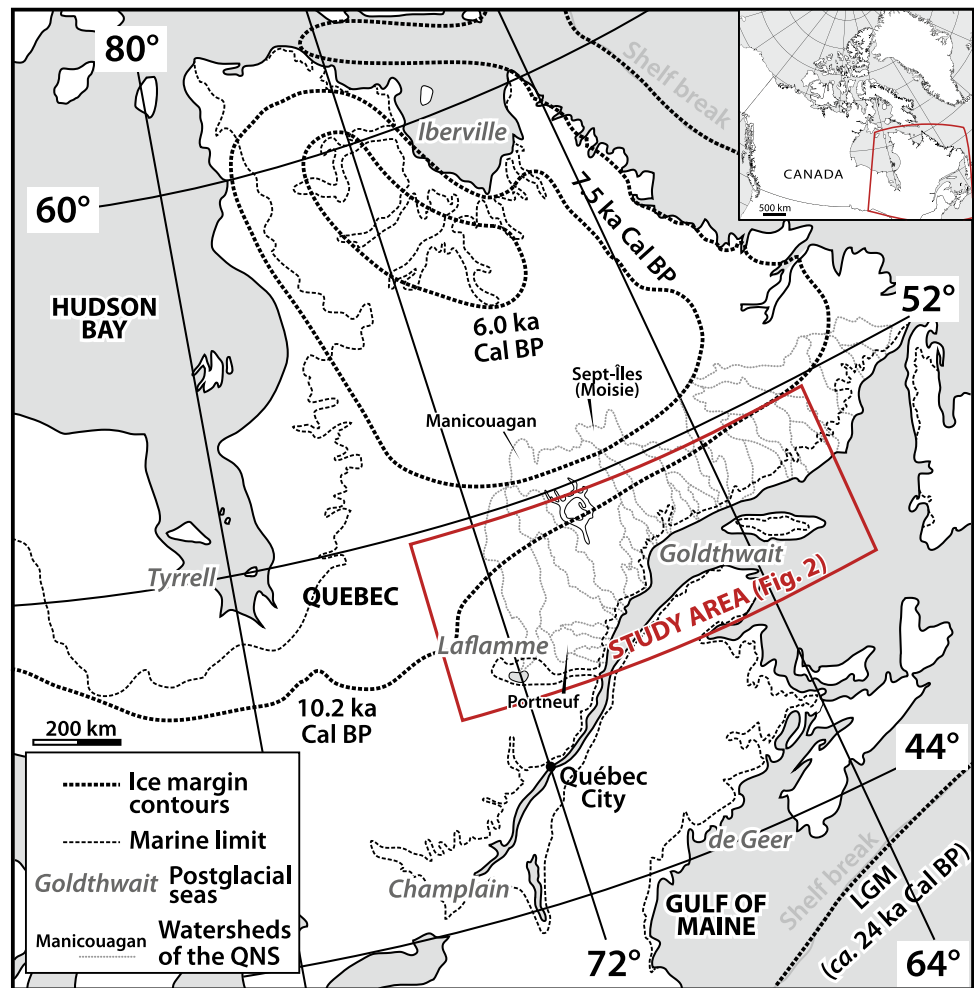 80°
Shelf break
Iberville
CANADA
500 km
60°
7.5 ka Cal BP
HUDSON
BAY
6.0 ka
Cal BP
52°
Sept-Îles
(Moisie)
Manicouagan
Goldthwait
Tyrrell
QUEBEC
STUDY AREA (Fig. 2)
Laflamme
Portneuf
10.2 ka
Cal BP
200 km
44°
Québec
City
Ice margin
contours
Marine limit
Goldthwait Postglacial
seas
Manicouagan Watersheds
of the QNS
de Geer
Champlain
Shelf break
LGM
(ca. 24 ka Cal BP)
GULF OF
MAINE
72°
64°